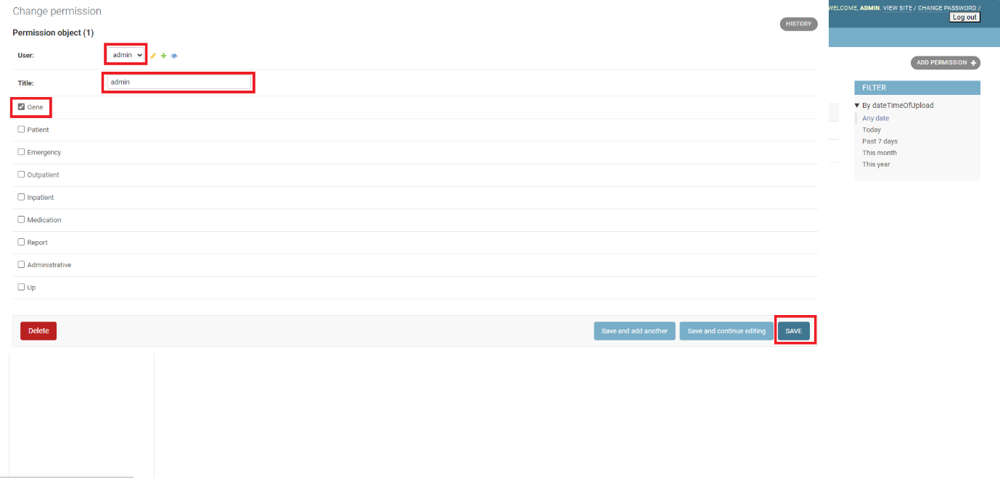 Change permission
HISTORY
Permission object (1)
User:
admin
Title:
admin
Gene
Patient
Emergency
Outpatient
Inpatient
Medication
Report
Administrative
Up
Delete
Save and add another
Save and continue editing
SAVE
WELCOME, ADMIN. VIEW SITE / CHANGE PASSWORD /
Log out
ADD PERMISSION
FILTER
By dateTimeOfUpload
Any date
Today
Past 7 days
This month
This year